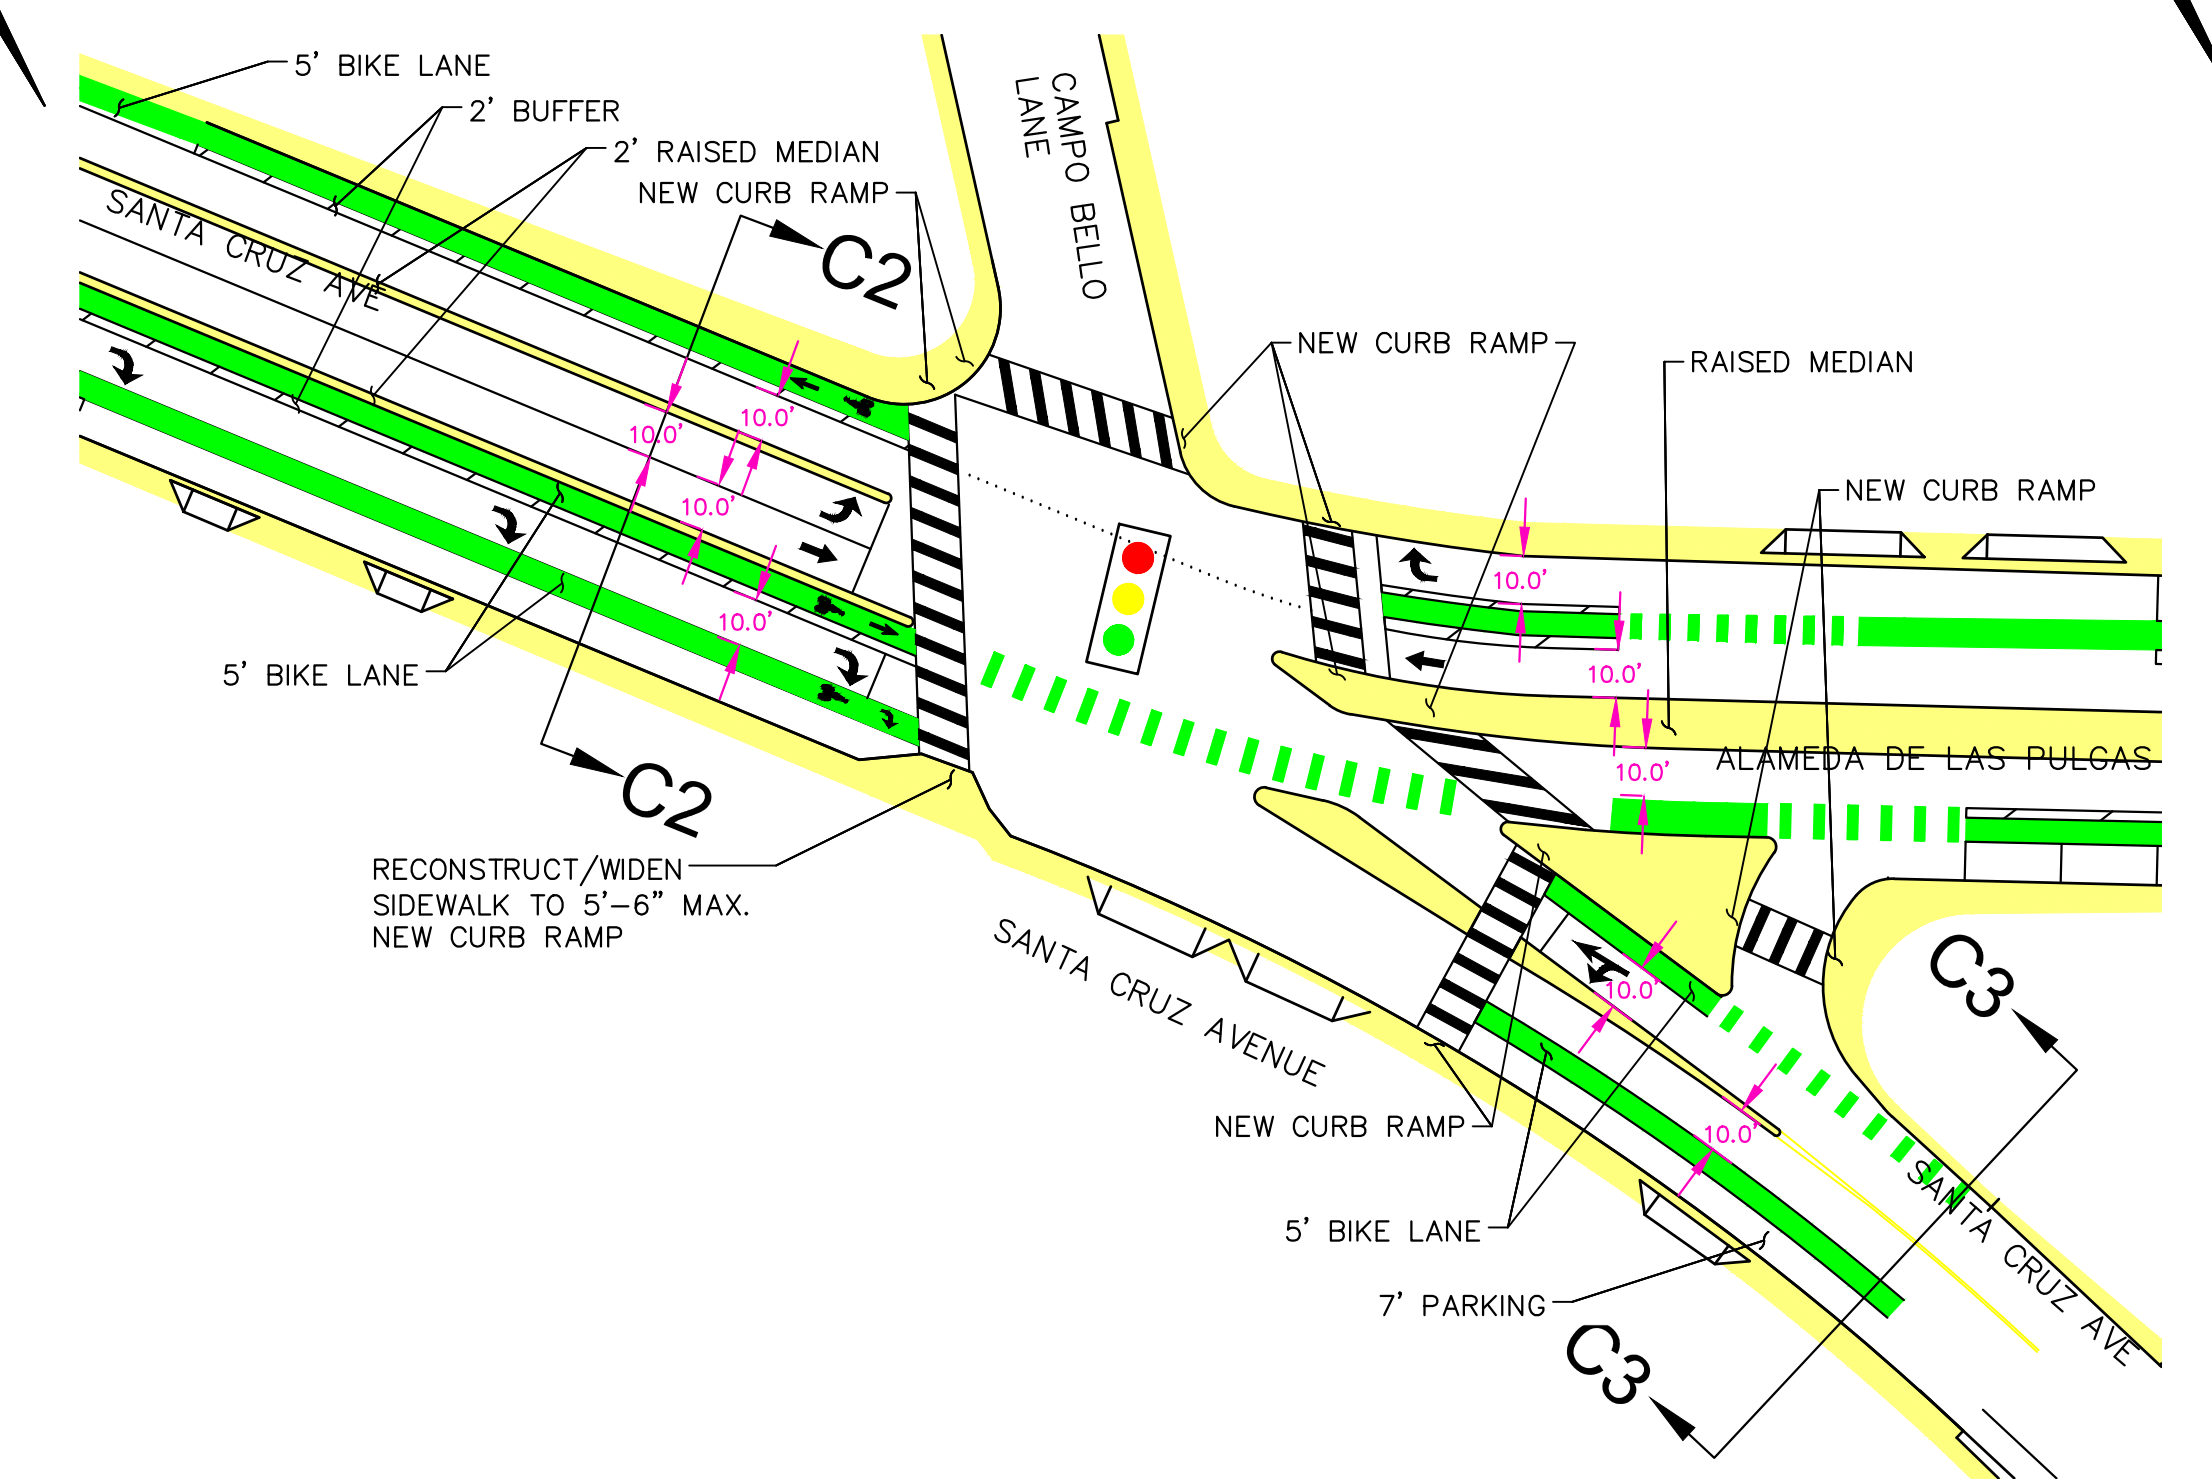 5' BIKE LANE
2' BUFFER
2' RAISED MEDIAN
NEW CURB RAMP
CAMPO BELLO
LANE
SANTA CRUZ AVE
C2
10.0'
10.0'
10.0'
10.0'
NEW CURB RAMP
RAISED MEDIAN
NEW CURB RAMP
10.0'
10.0'
10.0'
ALAMEDA DE LAS PULGAS
5' BIKE LANE
C2
RECONSTRUCT/WIDEN
SIDEWALK TO 5'-6" MAX.
NEW CURB RAMP
SANTA CRUZ AVENUE
10.0'
C3
NEW CURB RAMP
10.0'
SANTA CRUZ AVE
5' BIKE LANE
7' PARKING
C3